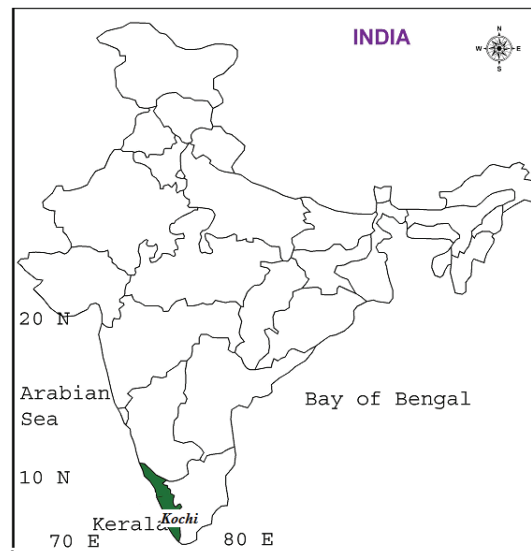 INDIA
N
W E
S
20 N
Arabian
Sea
Bay of Bengal
10 N
Kochi
Kerala
70 E
80 E